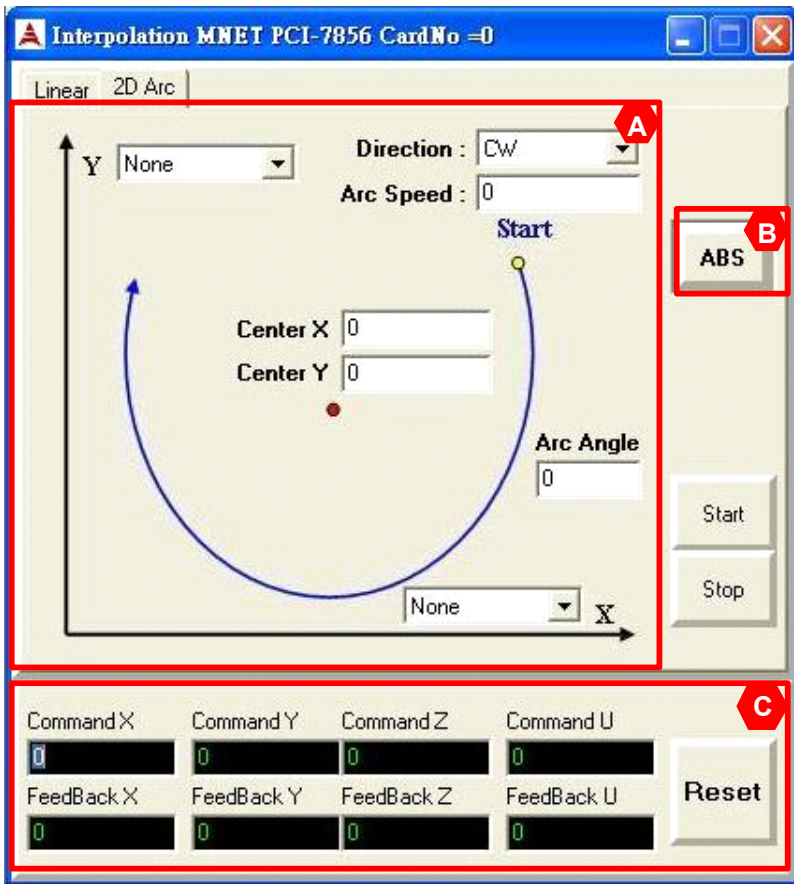 Interpolation MNET PCI-7856 CardNo =0
Linear 2D Arc
A
Y None Direction : CW
Arc Speed : 0
Start
B
ABS
Center X 0
Center Y 0
Arc Angle
0
Start
Stop
None X
C
Command X Command Y Command Z Command U
0 0 0 0
FeedBack X FeedBack Y FeedBack Z FeedBack U
0 0 0 0
Reset